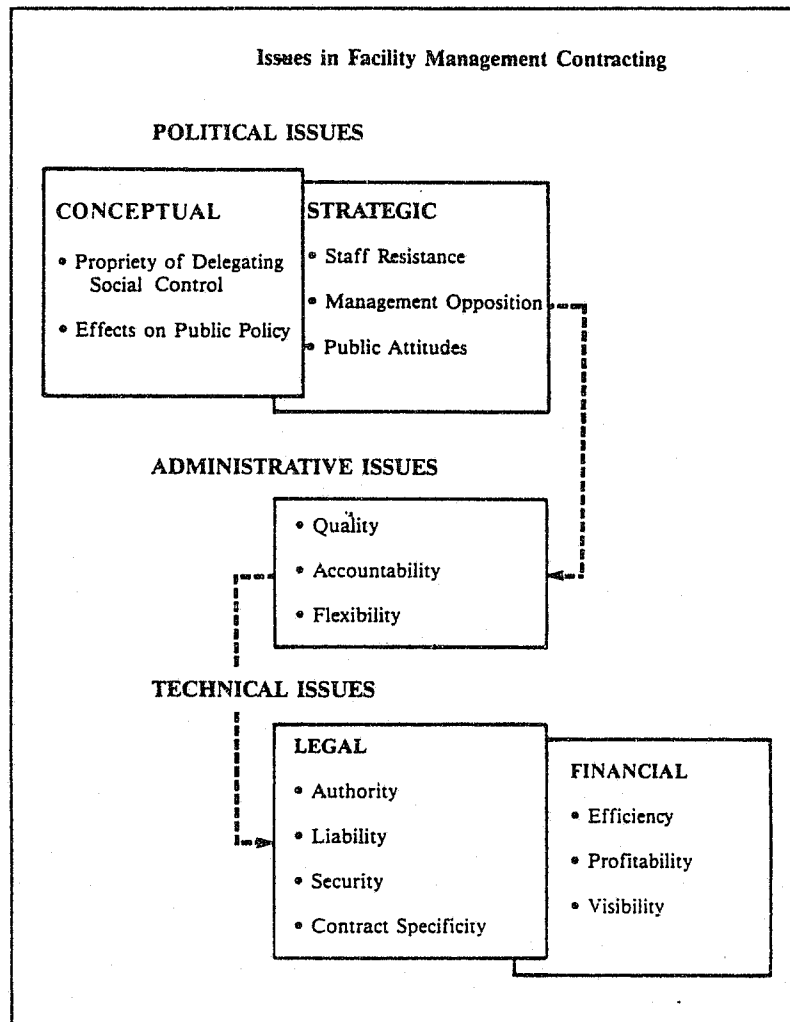 Issues in Facility Management Contracting
POLITICAL ISSUES
CONCEPTUAL
• Propriety of Delegating
Social Control
• Effects on Public Policy
STRATEGIC
• Staff Resistance
• Management Opposition
• Public Attitudes
ADMINISTRATIVE ISSUES
• Quality
• Accountability
• Flexibility
TECHNICAL ISSUES
LEGAL
• Authority
• Liability
• Security
• Contract Specificity
FINANCIAL
• Efficiency
• Profitability
• Visibility